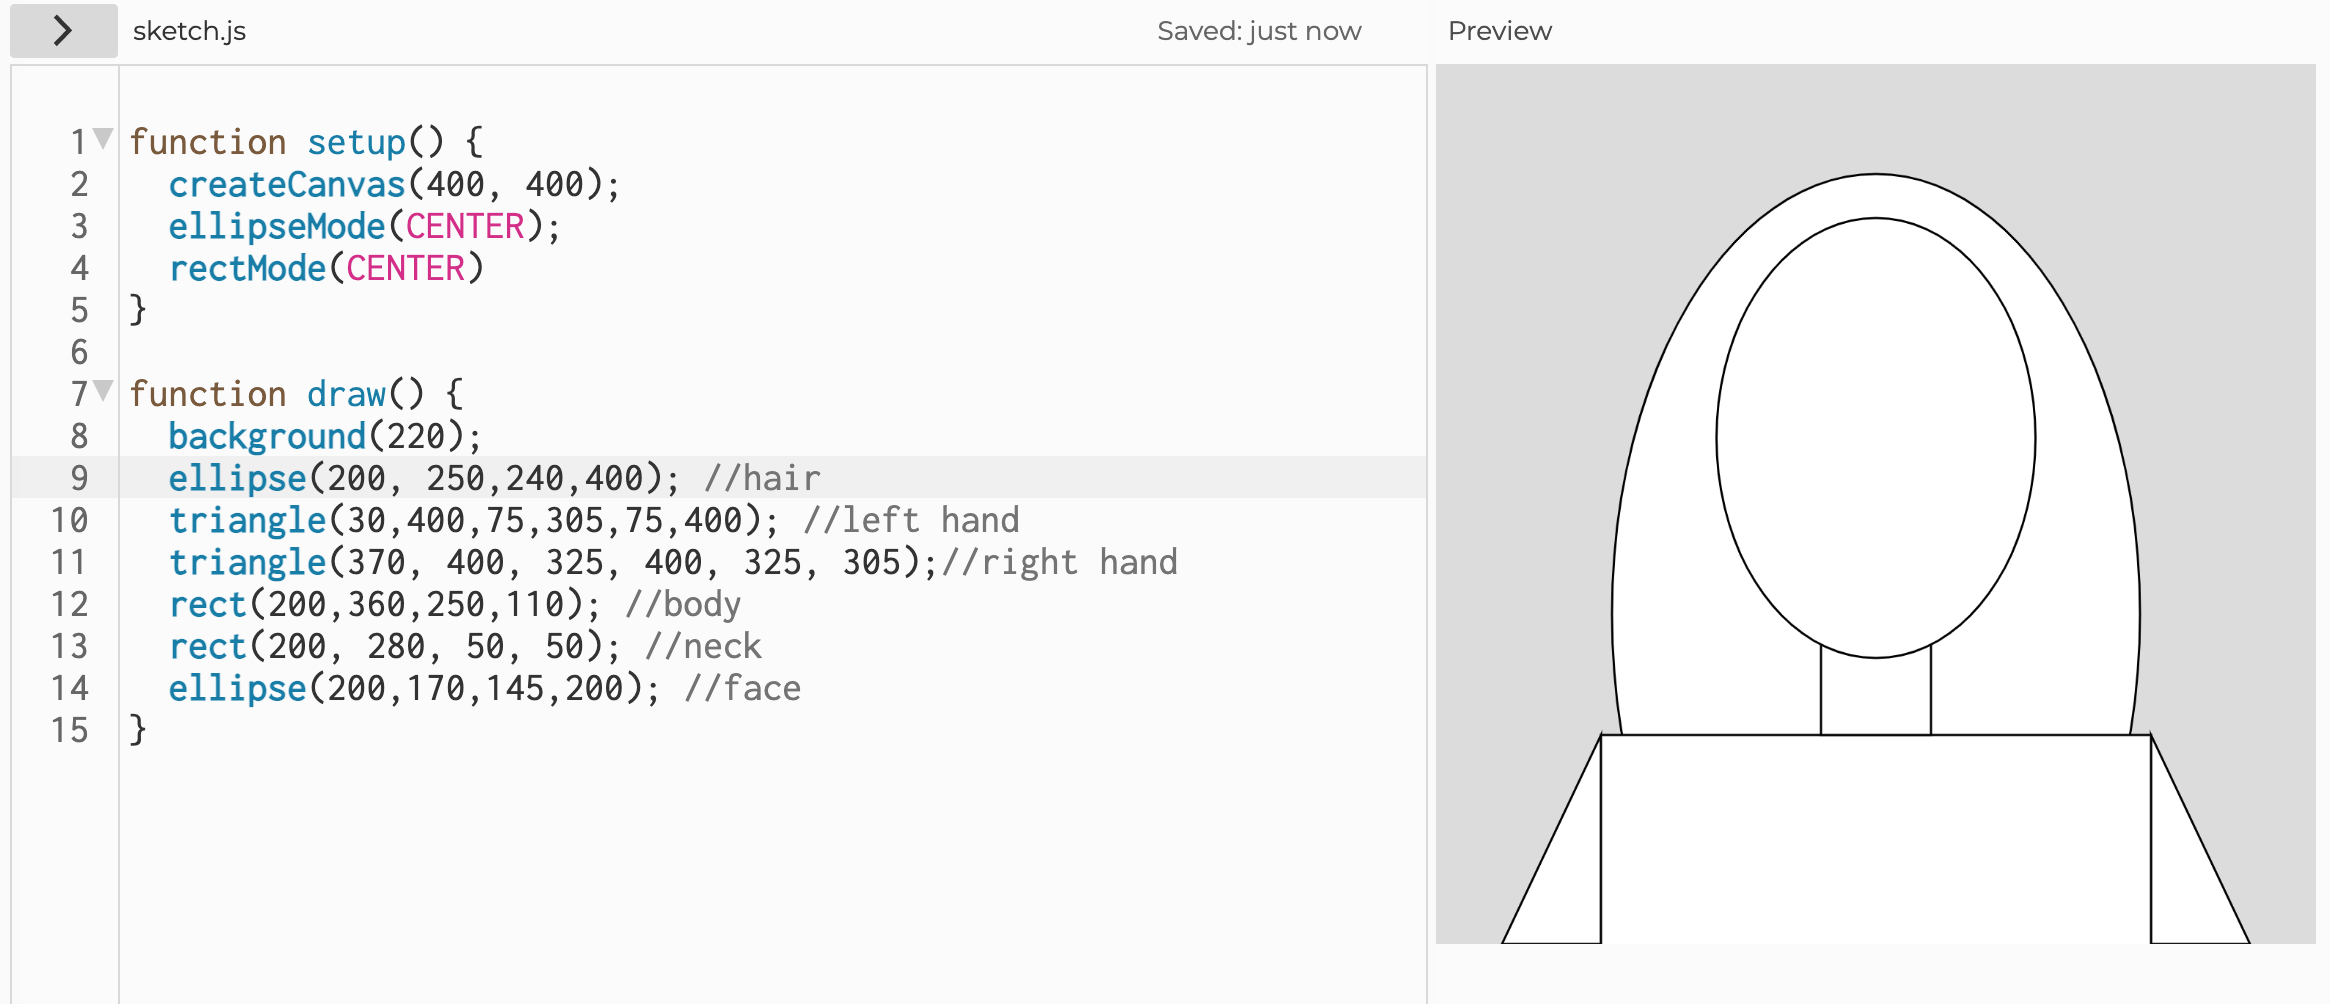 sketch.js Saved: just now Preview
1 function setup() {
2 createCanvas(400, 400);
3 ellipseMode(CENTER);
4 rectMode(CENTER)
5 }
6
7 function draw() {
8 background(220);
9 ellipse(200, 250,240,400); //hair
10 triangle(30,400,75,305,75,400); //left hand
11 triangle(370, 400, 325, 400, 325, 305);//right hand
12 rect(200,360,250,110); //body
13 rect(200, 280, 50, 50); //neck
14 ellipse(200,170,145,200); //face
15 }